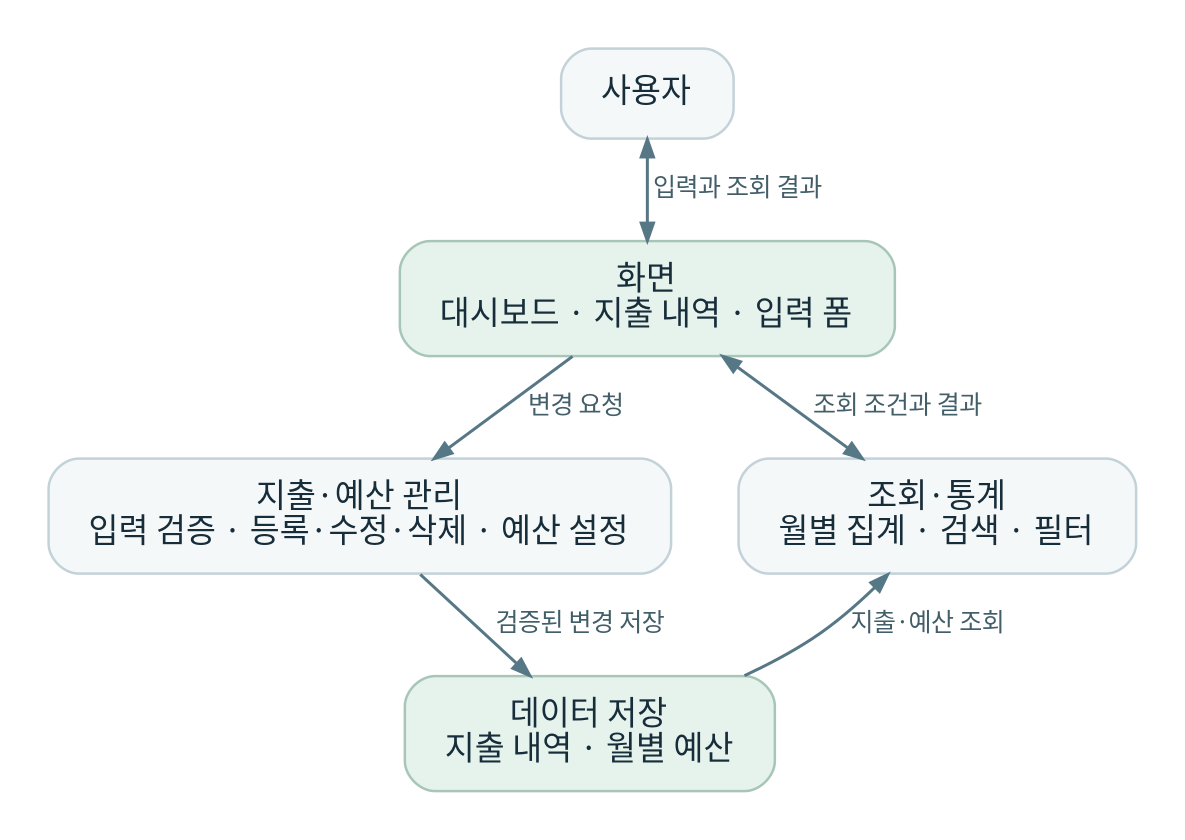 사용자
입력과 조회 결과
화면
대시보드 · 지출 내역 · 입력 폼
변경 요청
조회 조건과 결과
지출·예산 관리
입력 검증 · 등록·수정·삭제 · 예산 설정
조회·통계
월별 집계 · 검색 · 필터
검증된 변경 저장
지출·예산 조회
데이터 저장
지출 내역 · 월별 예산